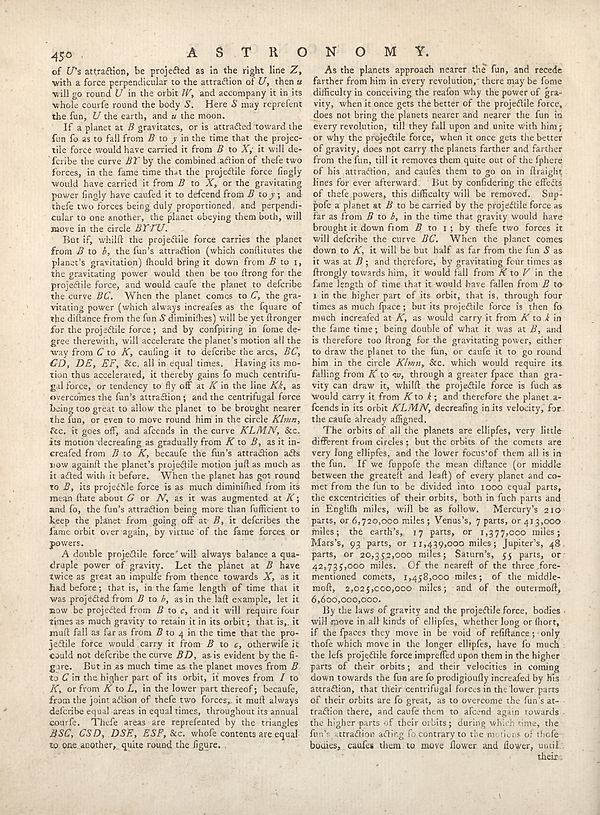 450 ASTRONOMY.
of U's attraction, be projected as in the right line Z,
with a force perpendicular to the attraction of U, then u
will go round U in the orbit W, and accompany it in its
whole courſe round the body S. Here S may repreſent
the ſun, U the earth, and u the moon.
If a planet at B gravitates, or is attracted toward the
ſun ſo as to fall from B to y in the time that the projec-
tile force would have carried it from B to X, it will de-
ſcribe the curve BY by the combined action of theſe two
forces, in the ſame time that the projectile force ſingly
would have carried it from B to X, or the gravitating
power ſingly have cauſed it to deſcend from B to y; and
theſe two forces being duly proportioned, and perpendi-
cular to one another, the planet obeying them both, will
move in the circle BYTU.
But if, whilſt the projectile force carries the planet
from B to b, the ſun's attraction (which conſtitutes the
planet's gravitation) ſhould bring it down from B to 1,
the gravitating power would then be too ſtrong for the
projectile force, and would cauſe the planet to deſcribe
the curve BC. When the planet comes to C, the gra-
vitating power (which always increaſes as the ſquare of
the diſtance from the ſun S diminiſhes) will be yet ſtronger
for the projectile force; and by conſpiring in ſome de-
gree therewith, will accelerate the planet's motion all the
way from C to K, cauſing it to deſcribe the arcs, BC,
CD, DE, EF, &c. all in equal times. Having its mo-
tion thus accelerated, it thereby gains ſo much centrifu-
gal force, or tendency to fly off at K in the line Kk, as
overcomes the ſun's attraction; and the centrifugal force
being too great to allow the planet to be brought nearer
the ſun, or even to move round him in the circle Klmn,
&c. it goes off, and aſcends in the curve KLMN, &c.
its motion decreaſing as gradually from K to B, as it in-
creaſed from B to K, becauſe the ſun's attraction acts
now againſt the planet's projectile motion juſt as much as
it acted with it before. When the planet has got round
to B, its projectile force is as much diminiſhed from its
mean ſtate about G or N, as it was augmented at K;
and ſo, the ſun's attraction being more than ſufficient to
keep the planet from going off at B, it deſcribes the
ſame orbit over again, by virtue of the ſame forces or
powers.
A double projectile force will always balance a qua-
druple power of gravity. Let the planet at B have
twice as great an impulſe from thence towards X, as it
had before; that is, in the ſame length of time that it
was projected from B to b, as in the laſt example, let it
now be projected from B to c, and it will require four
times as much gravity to retain it in its orbit; that is, it
muſt fall as far as from B to 4 in the time that the pro-
jectile force would carry it from B to c, otherwiſe it
could not deſcribe the curve BD, as is evident by the fi-
gure. But in as much time as the planet moves from B
to C in the higher part of its orbit, it moves from I to
K, or from K to L, in the lower part thereof; becauſe,
from the joint action of theſe two forces, it muſt always
deſcribe equal areas in equal times, throughout its annual
courſe. Theſe areas are repreſented by the triangles
BSC, CSD, DSE, ESF, &c. whoſe contents are equal
to one another, quite round the figure.
As the planets approach nearer the ſun, and recede
farther from him in every revolution, there may be ſome
difficulty in conceiving the reaſon why the power of gra-
vity, when it once gets the better of the projectile force,
does not bring the planets nearer and nearer the ſun in
every revolution, till they fall upon and unite with him;
or why the projectile force, when it once gets the better
of gravity, does not carry the planets farther and farther
from the ſun, till it removes them quite out of the ſphere
of his attraction, and cauſes them to go on in ſtraight
lines for ever afterward. But by conſidering the effects
of theſe powers, this difficulty will be removed. Sup-
poſe a planet at B to be carried by the projectile force as
far as from B to b, in the time that gravity would have
brought it down from B to 1; by theſe two forces it
will deſcribe the curve BC. When the planet comes
down to K, it will be but half as far from the ſun S as
it was at B; and therefore, by gravitating four times as
ſtrongly towards him, it would fall from K to V in the
ſame length of time that it would have fallen from B to
1 in the higher part of its orbit, that is, through four
times as much ſpace; but its projectile force is then ſo
much increaſed at K, as would carry it from K to k in
the ſame time; being double of what it was at B, and
is therefore too ſtrong for the gravitating power, either
to draw the planet to the ſun, or cauſe it to go round
him in the circle Klmn, &c. which would require its
falling from K to w, through a greater ſpace than gra-
vity can draw it, whilſt the projectile force is ſuch as
would carry it from K to k; and therefore the planet a-
ſcends in its orbit KLMN, decreaſing in its velocity, for
the cauſe already aſſigned.
The orbits of all the planets are ellipſes, very little
different from circles; but the orbits of the comets are
very long ellipſes, and the lower focus of them all is in
the ſun. If we ſuppoſe the mean diſtance (or middle
between the greateſt and leaſt) of every planet and co-
met from the ſun to be divided into 1000 equal parts,
the excentricities of their orbits, both in ſuch parts and
in Engliſh miles, will be as follow. Mercury's 210
parts, or 6,720,000 miles; Venus's, 7 parts, or 413,000
miles; the earth's, 17 parts, or 1,377,000 miles;
Mars's, 93 parts, or 11,439,000 miles; Jupiter's, 48
parts, or 20,352,000 miles; Saturn's, 55 parts, or
42,735,000 miles. Of the neareſt of the three fore-
mentioned comets, 1,458,000 miles; of the middle-
moſt, 2,025,000,000 miles; and of the outermoſt,
6,600,000,000.
By the laws of gravity and the projectile force, bodies
will move in all kinds of ellipſes, whether long or ſhort,
if the ſpaces they move in be void of reſiſtance; only
thoſe which move in the longer ellipſes, have ſo much
the leſs projectile force impreſſed upon them in the higher
parts of their orbits; and their velocities in coming
down towards the ſun are ſo prodigiouſly increaſed by his
attraction, that their centrifugal forces in the lower parts
of their orbits are ſo great, as to overcome the ſun's at-
traction there, and cauſe them to aſcend again towards
the higher parts of their orbits; during which time, the
ſun's attraction acting ſo contrary to the motions of thoſe
bodies, cauſes them to move ſlower and ſlower, until
their